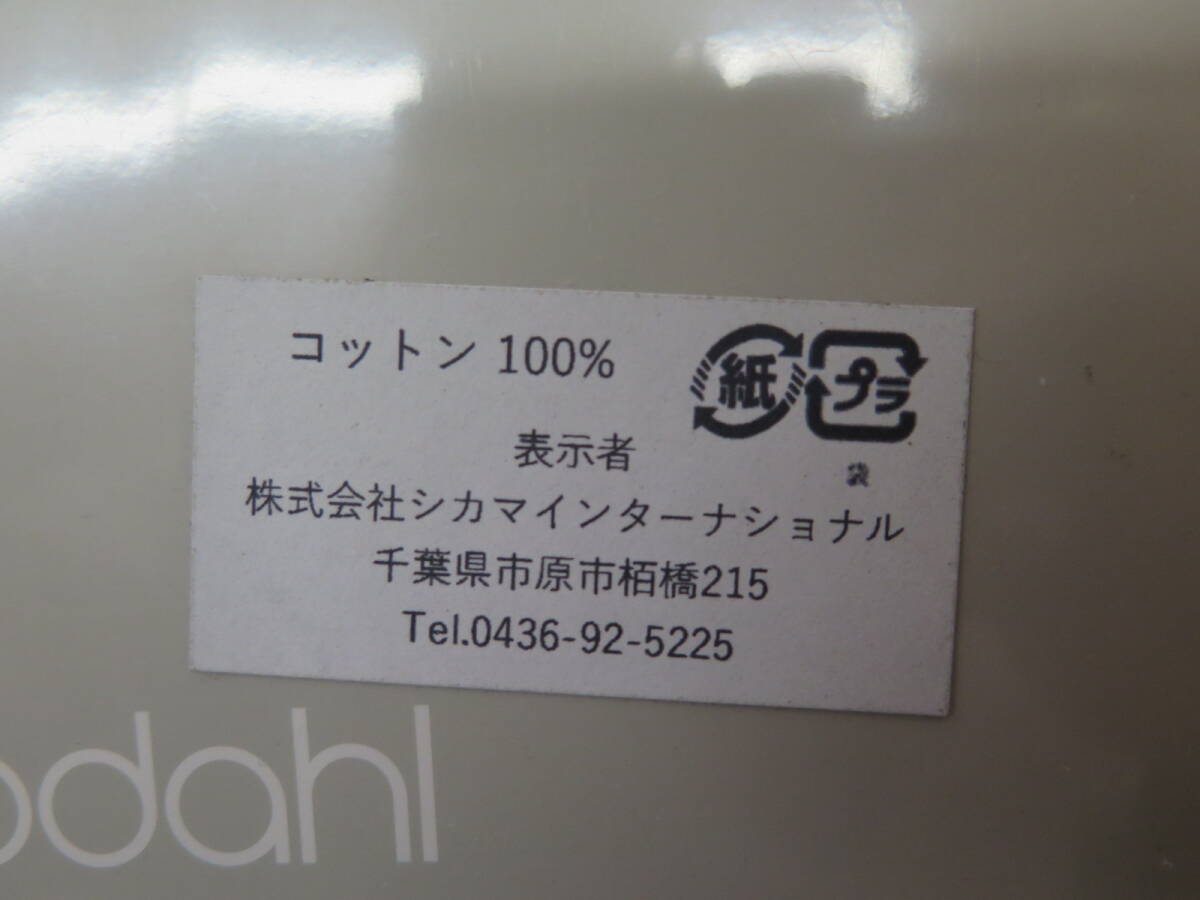 コットン 100%
紙
プラ
袋
表示者
株式会社シカマインターナショナル
千葉県市原市栢橋215
Tel.0436-92-5225
odahl